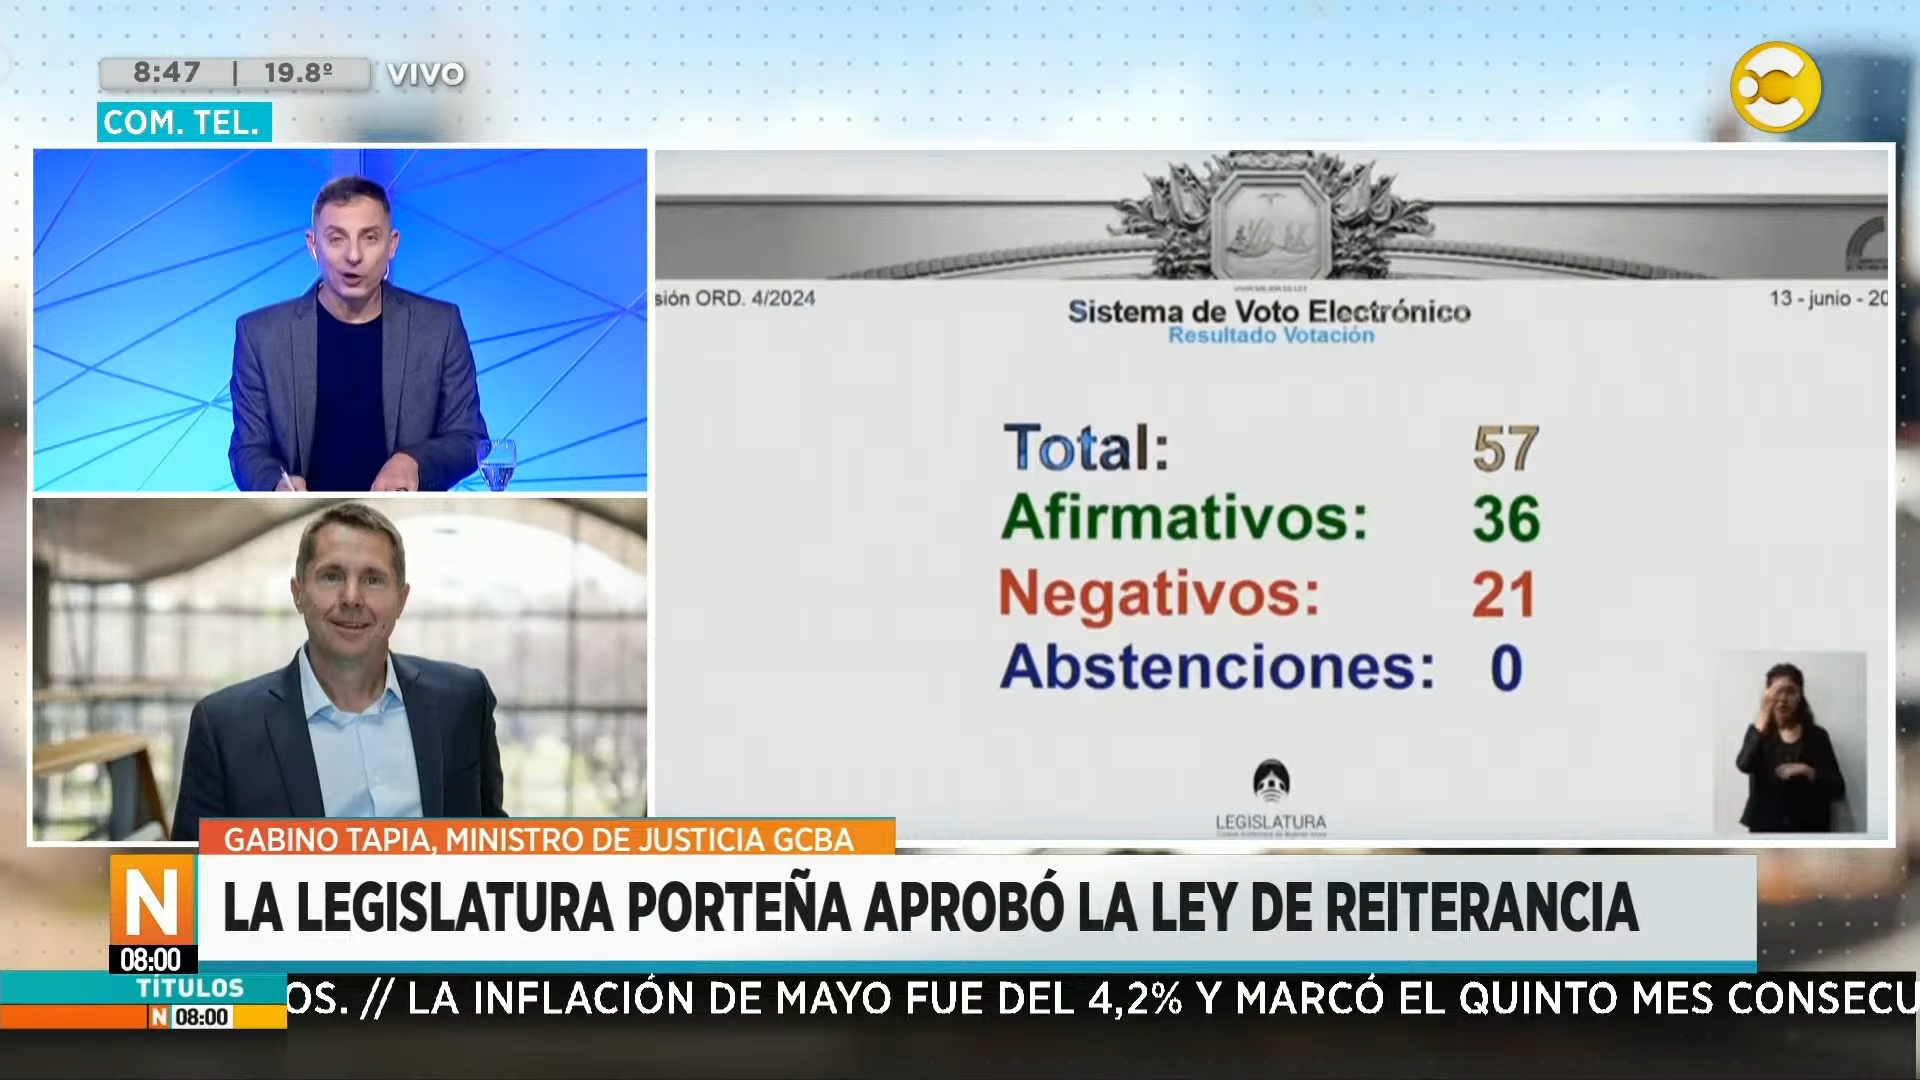 8:47 | 19.8º VIVO
COM. TEL.
sión ORD. 4/2024
13 - junio - 20
Sistema de Voto Electrónico
Resultado Votación
Total: 57
Afirmativos: 36
Negativos: 21
Abstenciones: 0
LEGISLATURA
GABINO TAPIA, MINISTRO DE JUSTICIA GCBA
N
08:00
LA LEGISLATURA PORTEÑA APROBÓ LA LEY DE REITERANCIA
TÍTULOS
N 08:00
OS. // LA INFLACIÓN DE MAYO FUE DEL 4,2% Y MARCÓ EL QUINTO MES CONSECU